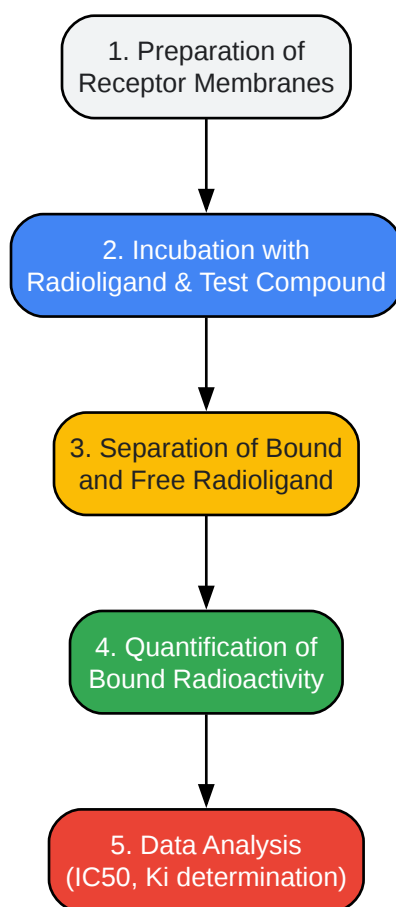 1. Preparation of
Receptor Membranes
2. Incubation with
Radioligand & Test Compound
3. Separation of Bound
and Free Radioligand
4. Quantification of
Bound Radioactivity
5. Data Analysis
(IC50, Ki determination)